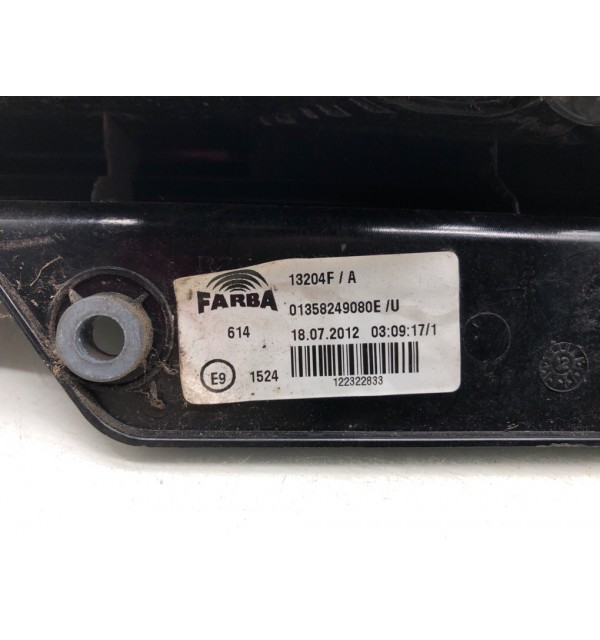 13204F / A
FARBA
01358249080E /U
614
18.07.2012 03:09:17/1
E9
1524
122322833